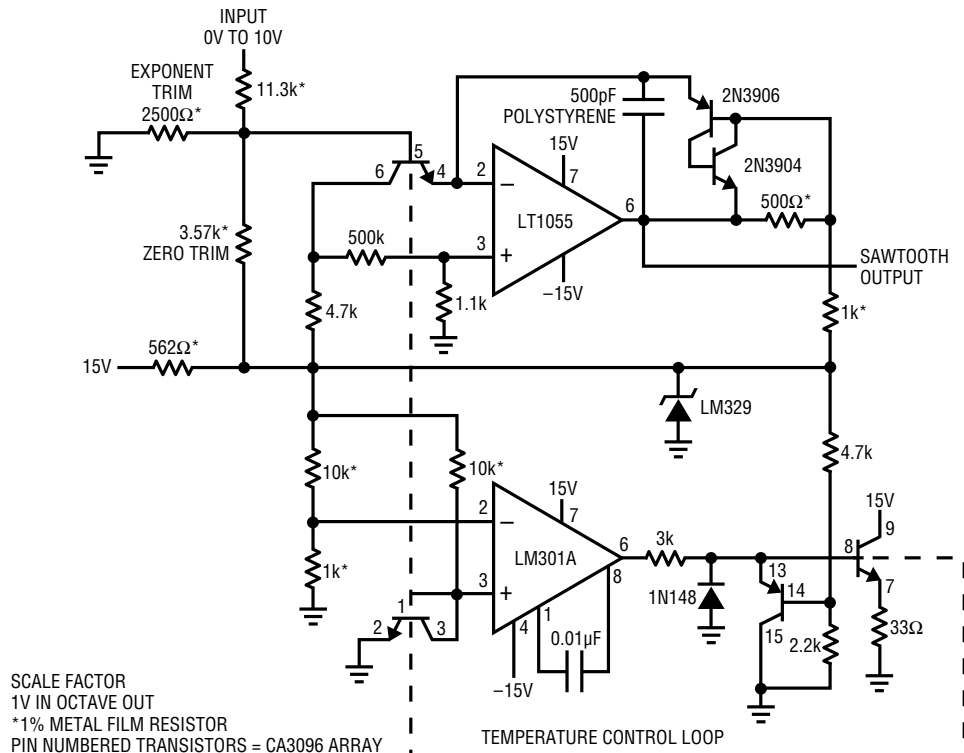 INPUT
0V TO 10V
EXPONENT
TRIM
2500Ω*
11.3k*
500pF
POLYSTYRENE
2N3906
2N3904
5
6
4
2
–
15V
7
LT1055
6
3
+
–15V
500Ω*
3.57k*
ZERO TRIM
500k
1.1k
4.7k
SAWTOOTH
OUTPUT
1k*
15V
562Ω*
LM329
10k*
10k*
4.7k
15V
2
–
7
15V
9
LM301A
6
8
3k
8
1k*
3
+
1
2
3
4
1
0.01µF
–15V
1N148
13
14
15
2.2k
7
33Ω
SCALE FACTOR
1V IN OCTAVE OUT
*1% METAL FILM RESISTOR
PIN NUMBERED TRANSISTORS = CA3096 ARRAY
TEMPERATURE CONTROL LOOP